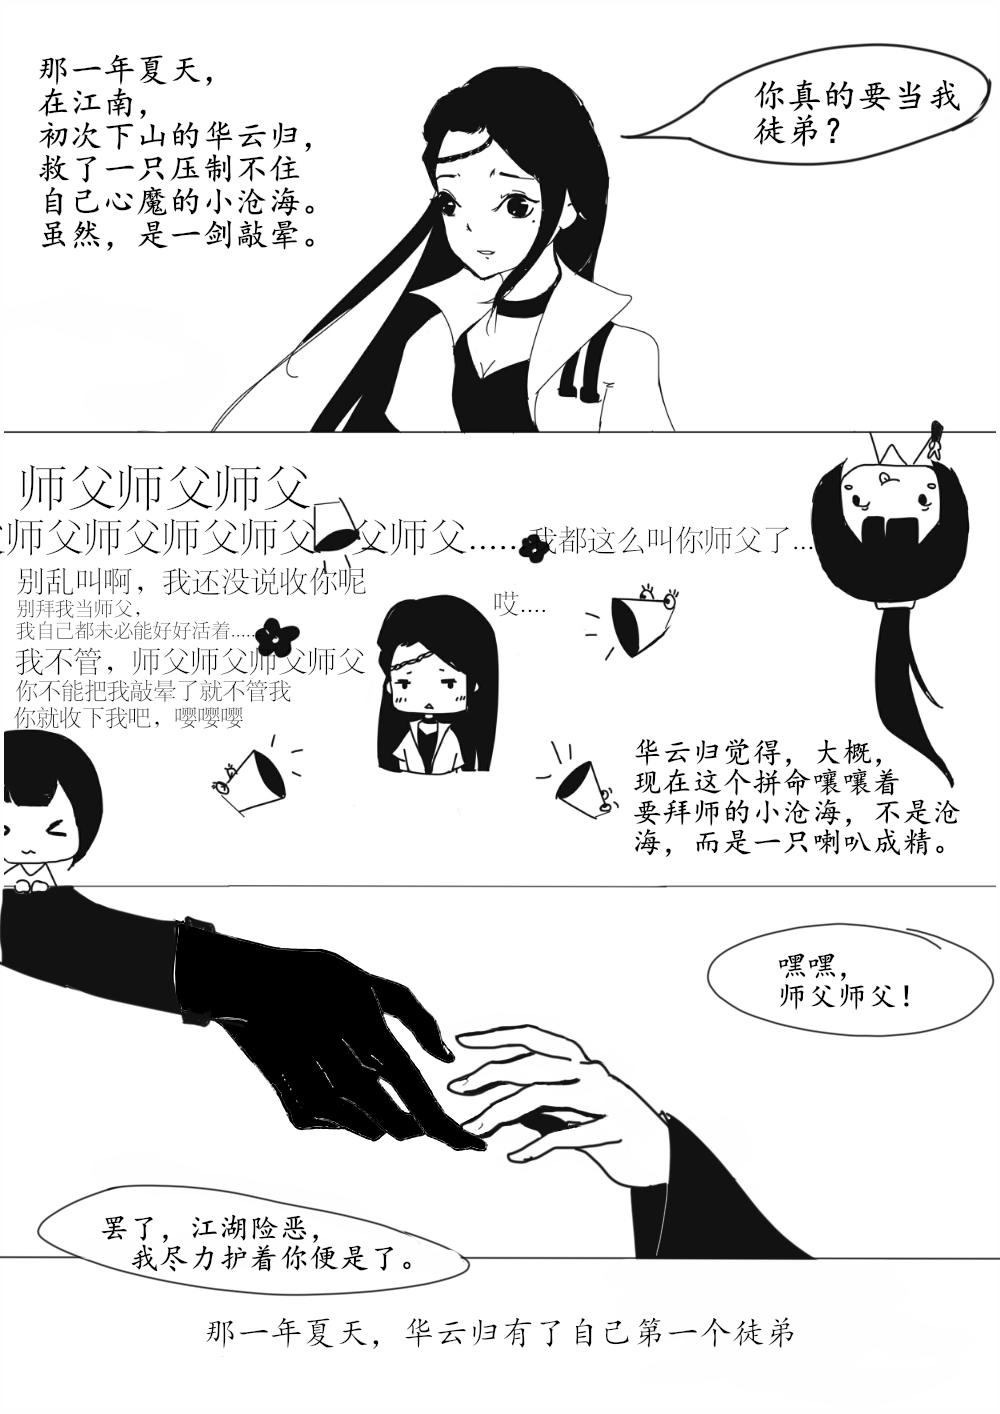 那一年夏天，
在江南，
初次下山的华云归，
救了一只压制不住
自己心魔的小沧海。
虽然，是一剑敲晕。
你真的要当我
徒弟？
师父师父师父
父师父师父师父师父 父师父……
我都这么叫你师父了…
别乱叫啊，我还没说收你呢
别拜我当师父，
我自己都未必能好好活着……
哎....
我不管，师父师父师父师父
你不能把我敲晕了就不管我
你就收下我吧，嘤嘤嘤
华云归觉得，大概，
现在这个拼命嚷嚷着
要拜师的小沧海，不是沧
海，而是一只喇叭成精。
嘿嘿，
师父师父！
罢了，江湖险恶，
我尽力护着你便是了。
那一年夏天，华云归有了自己第一个徒弟